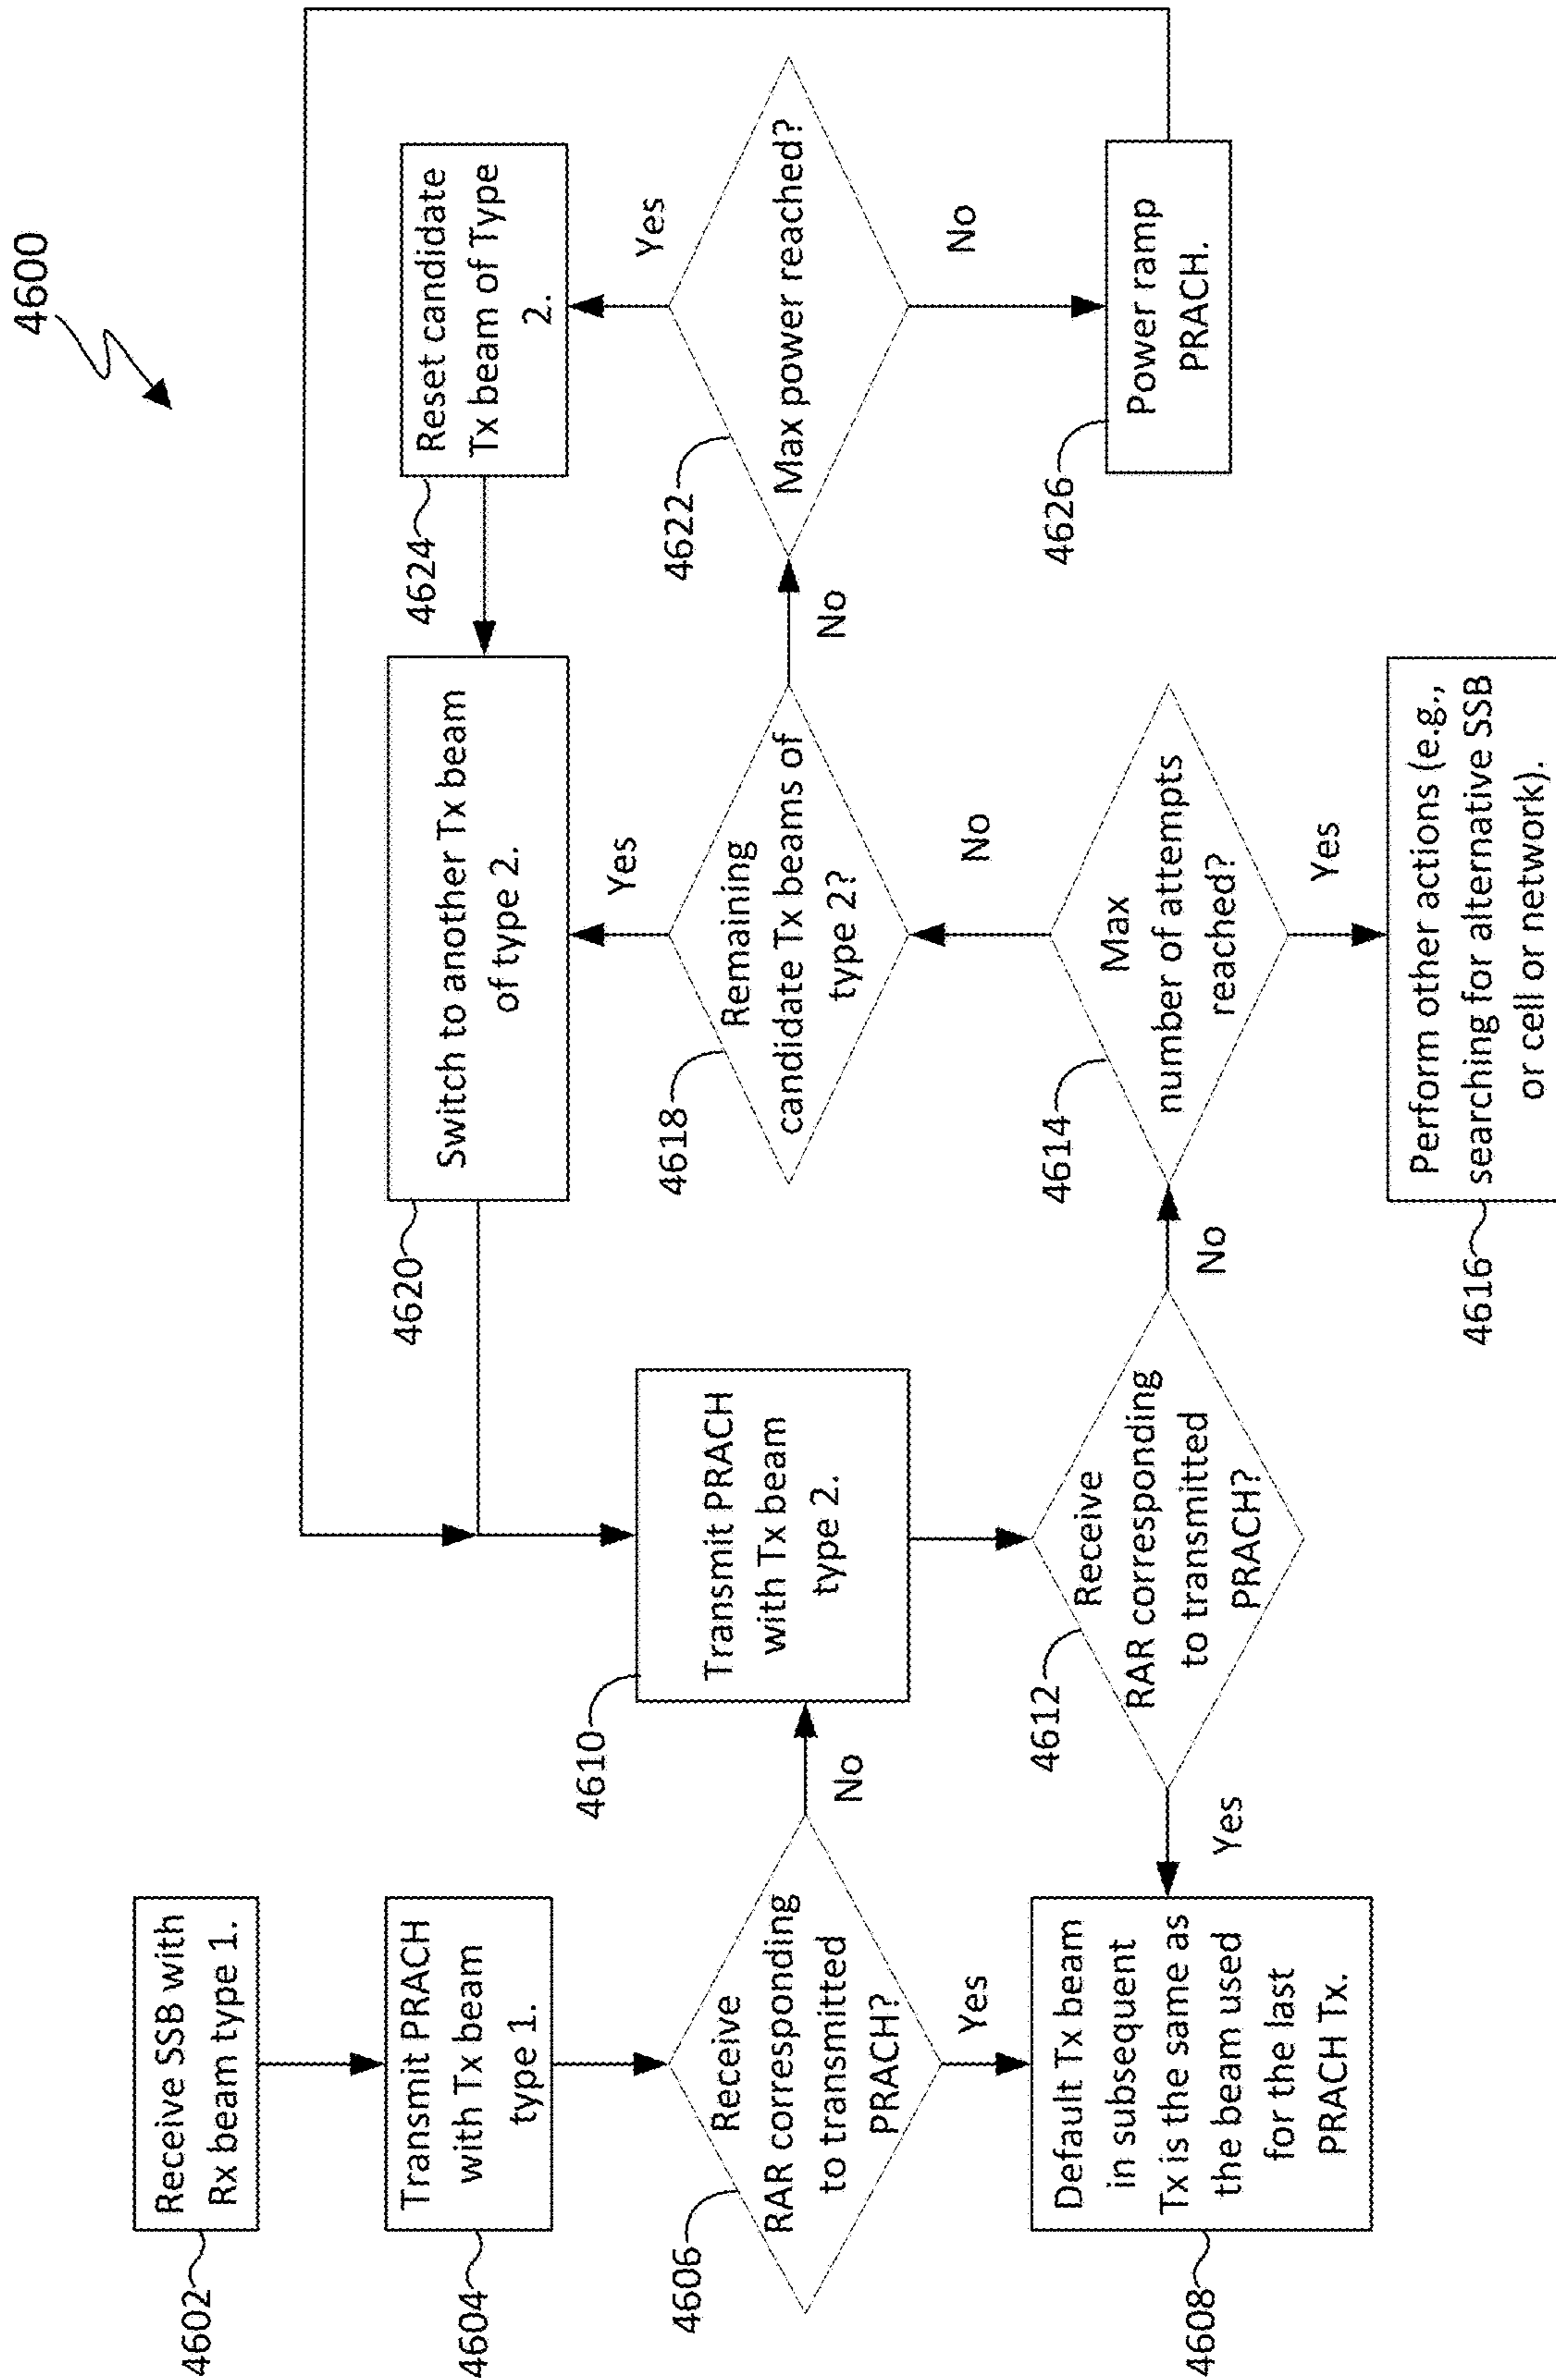 4600
4602
Receive SSB with
Rx beam type 1.
4604
Transmit PRACH
with Tx beam
type 1.
4606
Receive
RAR corresponding
to transmitted
PRACH?
Yes
No
4608
Default Tx beam
in subsequent
Tx is the same as
the beam used
for the last
PRACH Tx.
4610
Transmit PRACH
with Tx beam
type 2.
4612
Receive
RAR corresponding
to transmitted
PRACH?
Yes
No
4614
Max
number of attempts
reached?
Yes
No
4616
Perform other actions (e.g.,
searching for alternative SSB
or cell or network).
4618
Remaining
candidate Tx beams of
type 2?
Yes
No
4620
Switch to another Tx beam
of type 2.
4622
Max power reached?
Yes
No
4624
Reset candidate
Tx beam of Type
2.
4626
Power ramp
PRACH.